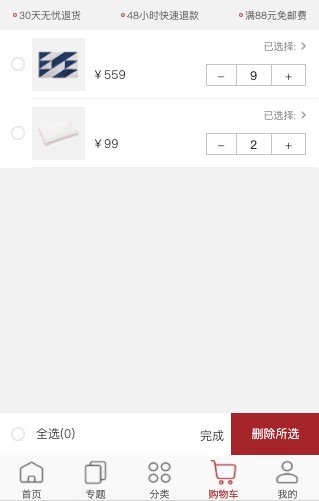 30天无忧退货 48小时快速退款 满88元免邮费
已选择:
¥559
− 9 +
已选择:
¥99
− 2 +
全选(0) 完成 删除所选
首页 专题 分类 购物车 我的